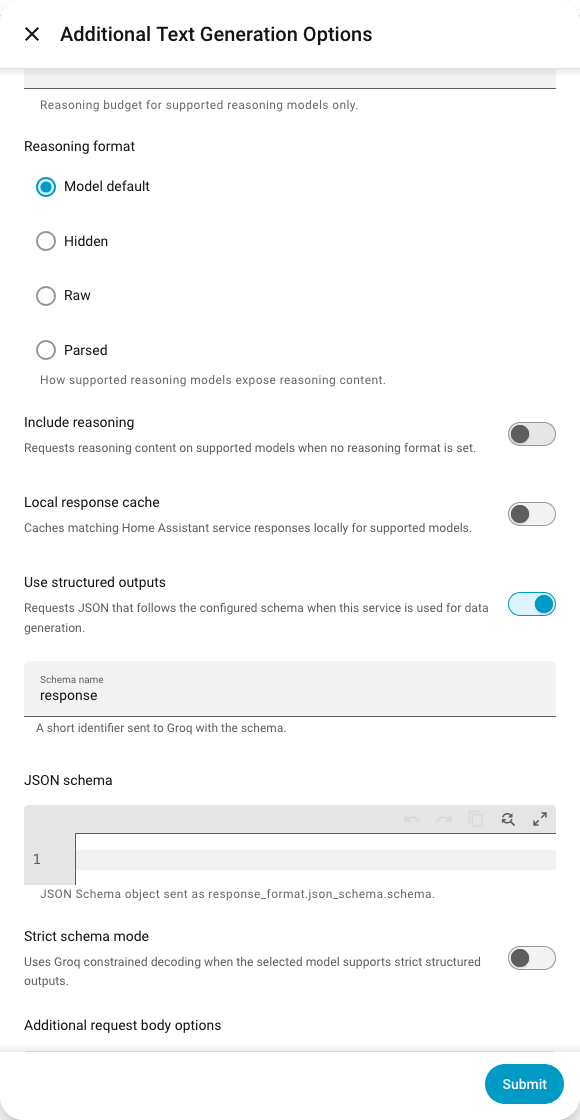 Additional Text Generation Options
Reasoning budget for supported reasoning models only.
Reasoning format
Model default
Hidden
Raw
Parsed
How supported reasoning models expose reasoning content.
Include reasoning
Requests reasoning content on supported models when no reasoning format is set.
Local response cache
Caches matching Home Assistant service responses locally for supported models.
Use structured outputs
Requests JSON that follows the configured schema when this service is used for data
generation.
Schema name
response
A short identifier sent to Groq with the schema.
JSON schema
1
JSON Schema object sent as response_format.json_schema.schema.
Strict schema mode
Uses Groq constrained decoding when the selected model supports strict structured
outputs.
Additional request body options
Submit